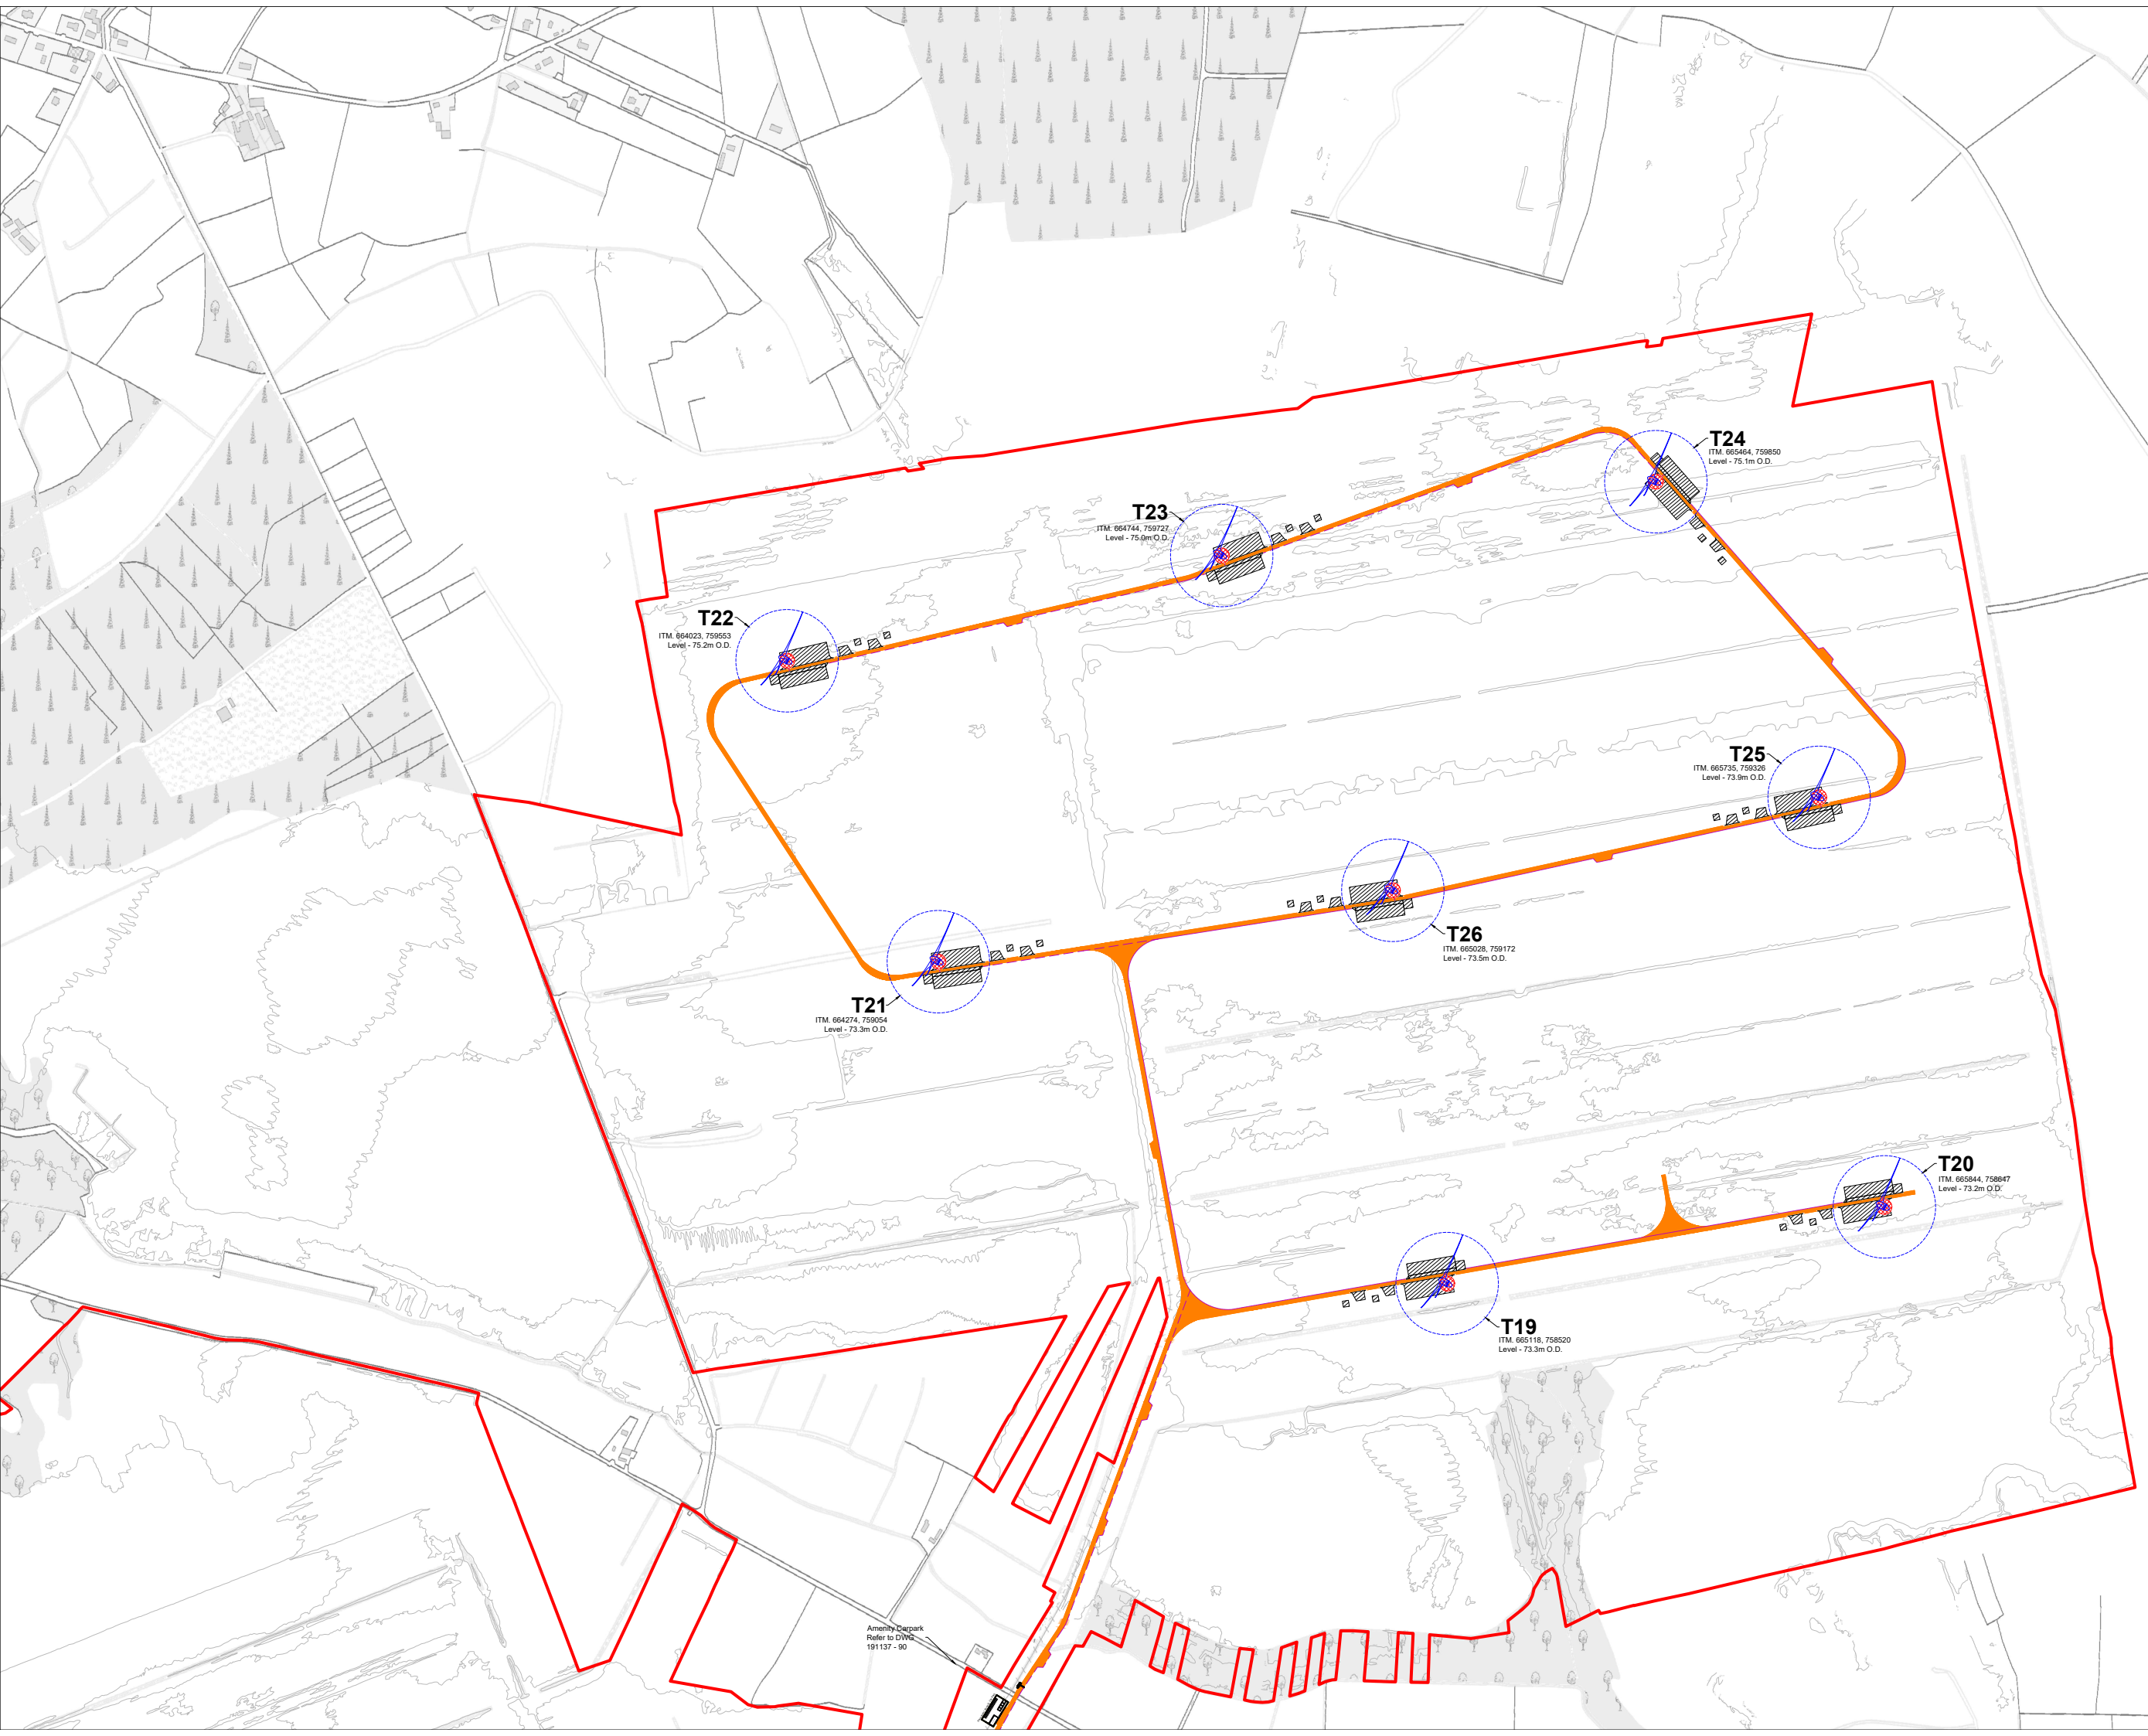 T24
ITM. 665464, 759850
Level - 75.1m O.D.
T23
ITM. 664744, 759727
Level - 75.0m O.D.
T22
ITM. 664023, 759553
Level - 75.2m O.D.
T25
ITM. 665735, 759326
Level - 73.9m O.D.
T26
ITM. 665028, 759172
Level - 73.5m O.D.
T21
ITM. 664274, 759054
Level - 73.3m O.D.
T20
ITM. 665844, 758647
Level - 73.2m O.D.
T19
ITM. 665118, 758520
Level - 73.3m O.D.
Amenity Carpark
Refer to DWG
191137 - 90